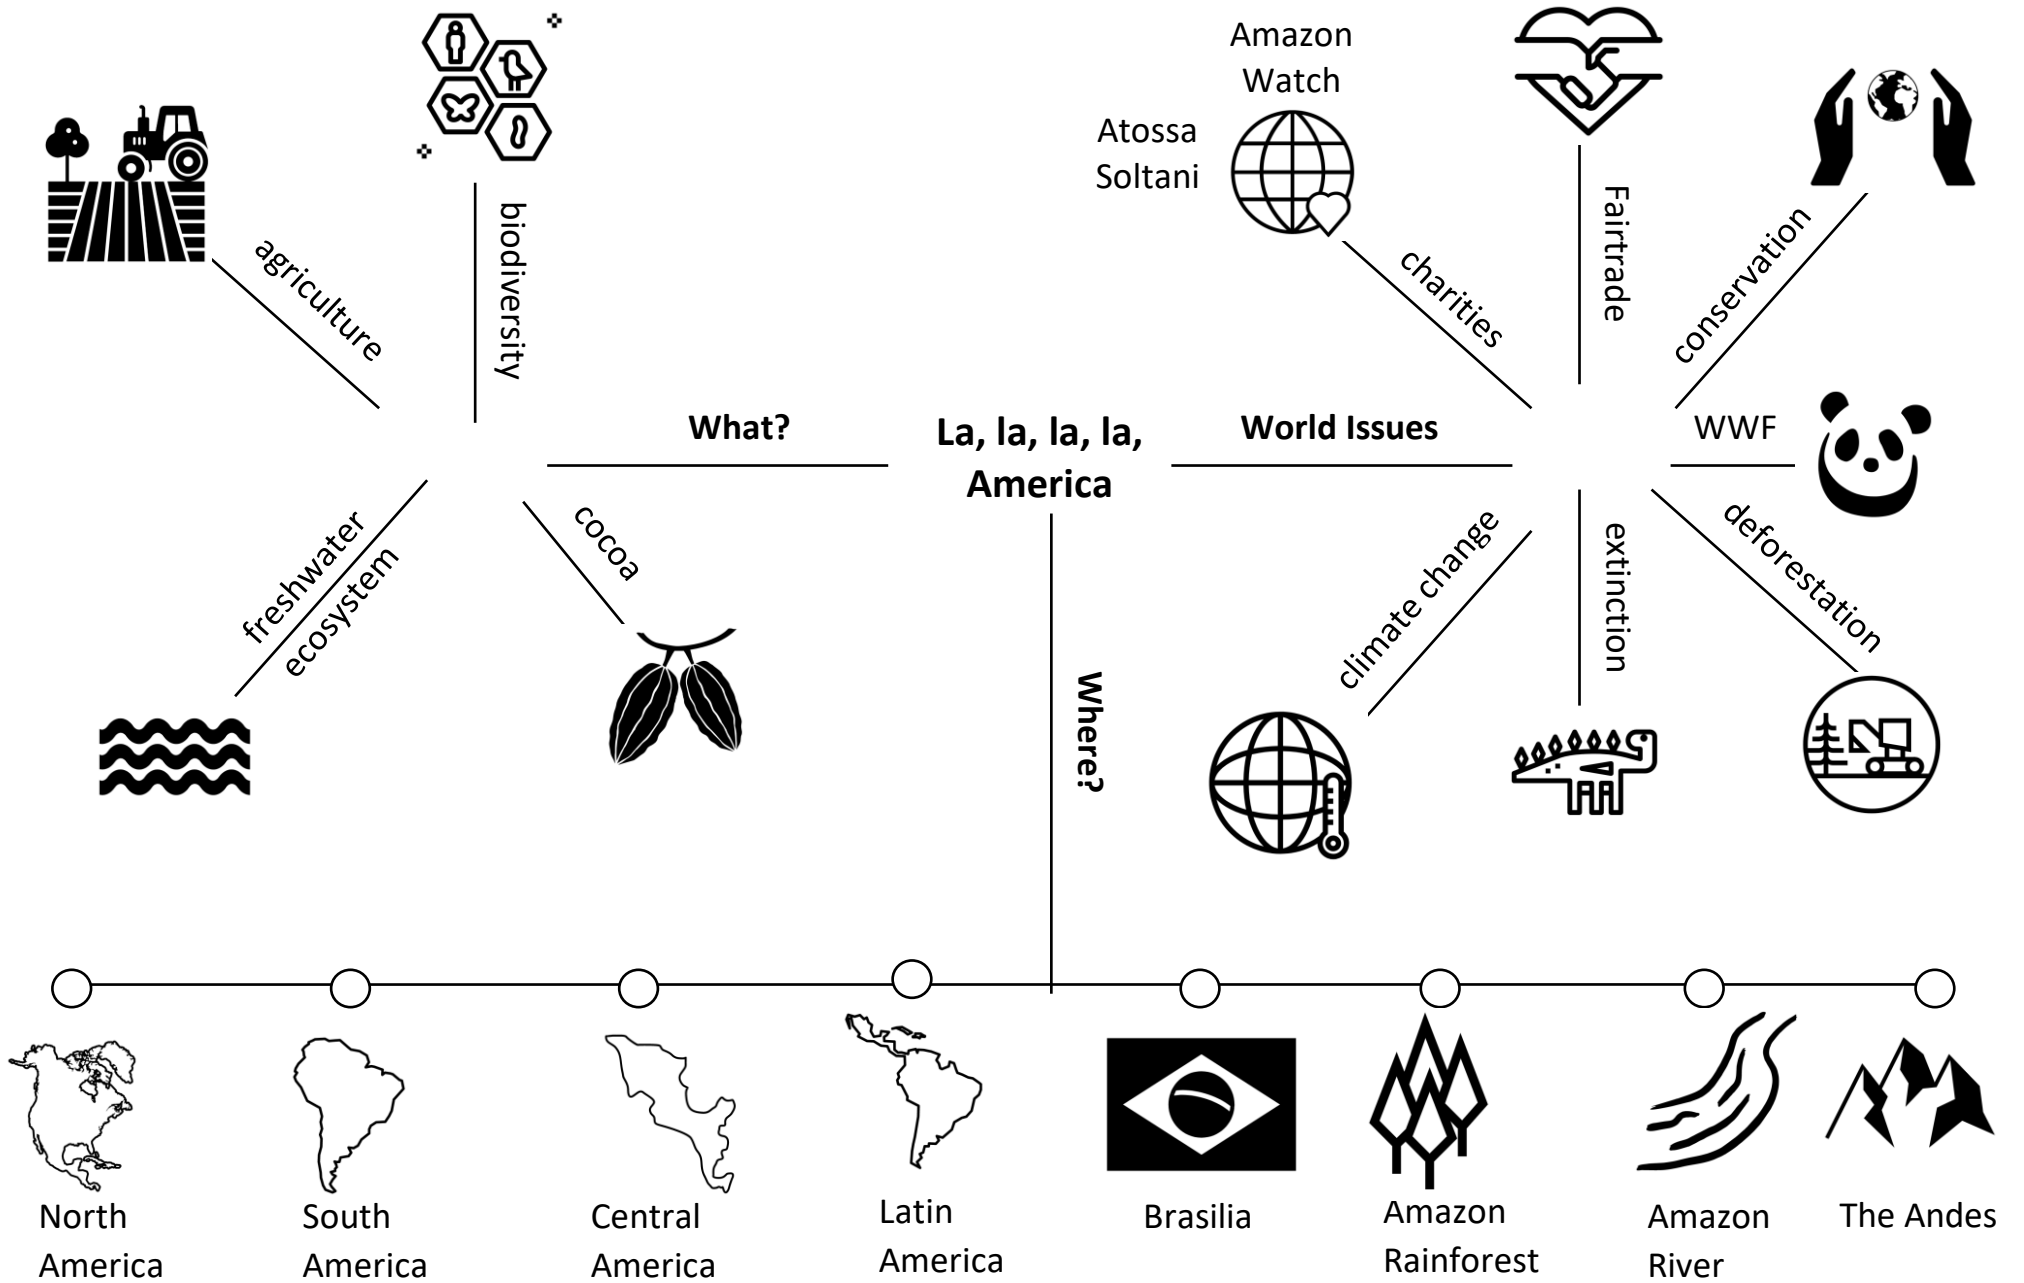 Amazon
Watch
Atossa
Soltani
biodiversity
agriculture
charities
Fairtrade
conservation
What?
La, la, la, la,
America
World Issues
WWF
freshwater
ecosystem
cocoa
climate change
extinction
deforestation
Where?
North
America
South
America
Central
America
Latin
America
Brasilia
Amazon
Rainforest
Amazon
River
The Andes